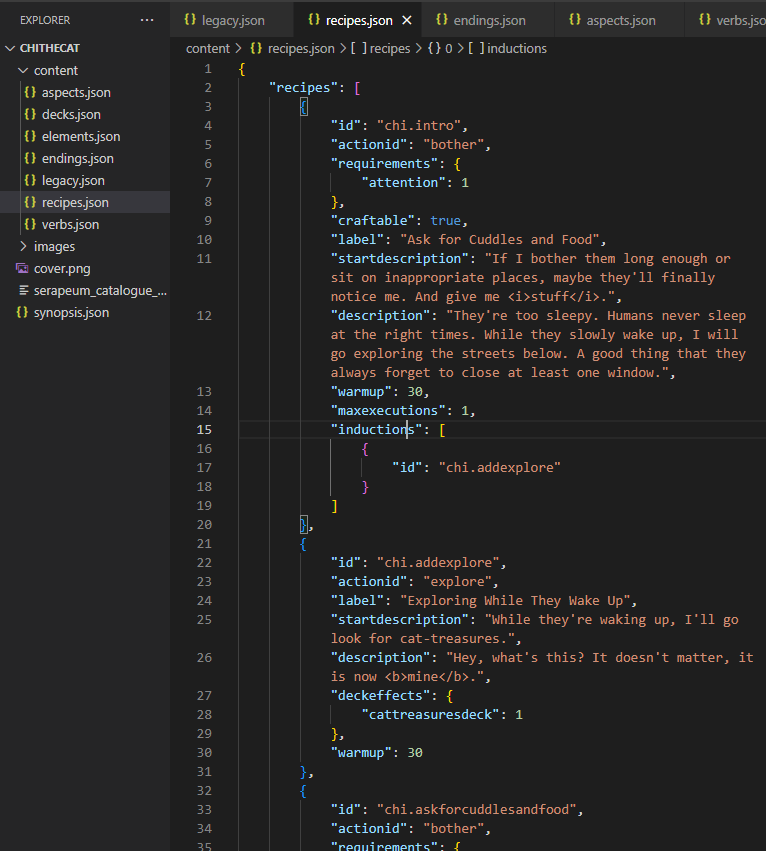 EXPLORER ...
CHITHECAT
content
{} aspects.json
{} decks.json
{} elements.json
{} endings.json
{} legacy.json
{} recipes.json
{} verbs.json
images
cover.png
serapeum_catalogue_...
{} synopsis.json
{} legacy.json {} recipes.json × {} endings.json {} aspects.json {} verbs.jso
content > {} recipes.json > [ ] recipes > {} 0 > [ ] inductions
1 {
2 "recipes": [
3 {
4 "id": "chi.intro",
5 "actionid": "bother",
6 "requirements": {
7 "attention": 1
8 },
9 "craftable": true,
10 "label": "Ask for Cuddles and Food",
11 "startdescription": "If I bother them long enough or
sit on inappropriate places, maybe they'll finally
notice me. And give me <i>stuff</i>.",
12 "description": "They're too sleepy. Humans never sleep
at the right times. While they slowly wake up, I will
go exploring the streets below. A good thing that they
always forget to close at least one window.",
13 "warmup": 30,
14 "maxexecutions": 1,
15 "inductions": [
16 {
17 "id": "chi.addexplore"
18 }
19 ]
20 },
21 {
22 "id": "chi.addexplore",
23 "actionid": "explore",
24 "label": "Exploring While They Wake Up",
25 "startdescription": "While they're waking up, I'll go
look for cat-treasures.",
26 "description": "Hey, what's this? It doesn't matter, it
is now <b>mine</b>.",
27 "deckeffects": {
28 "cattreasuresdeck": 1
29 },
30 "warmup": 30
31 },
32 {
33 "id": "chi.askforcuddlesandfood",
34 "actionid": "bother",
35 "requirements": {